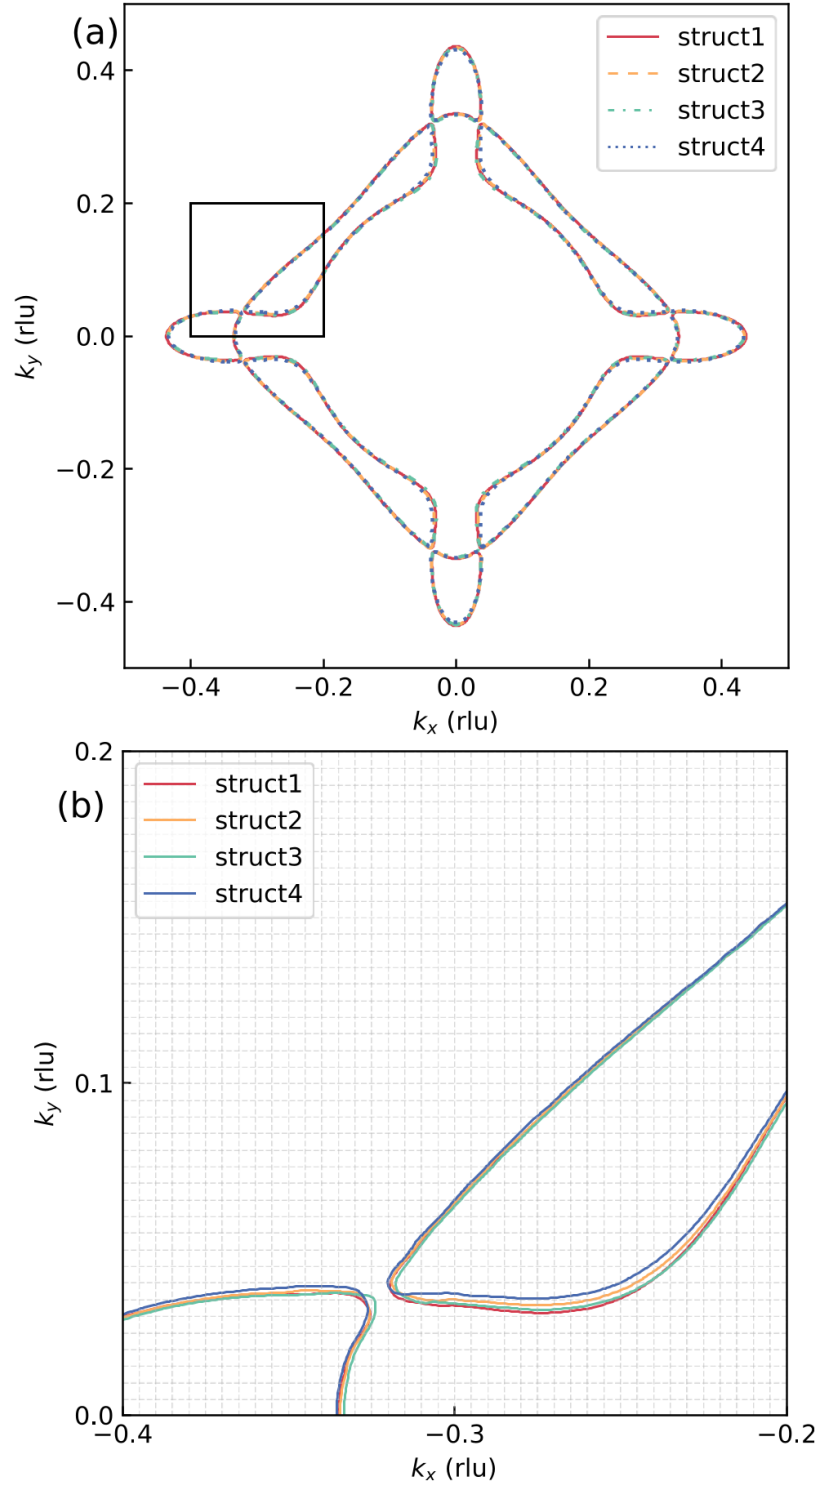 (a)
struct1
struct2
struct3
struct4
0.4
0.2
0.0
−0.2
−0.4
k_y (rlu)
−0.4 −0.2 0.0 0.2 0.4
k_x (rlu)
(b)
0.2
struct1
struct2
struct3
struct4
0.1
k_y (rlu)
0.0
−0.4 −0.3 −0.2
k_x (rlu)